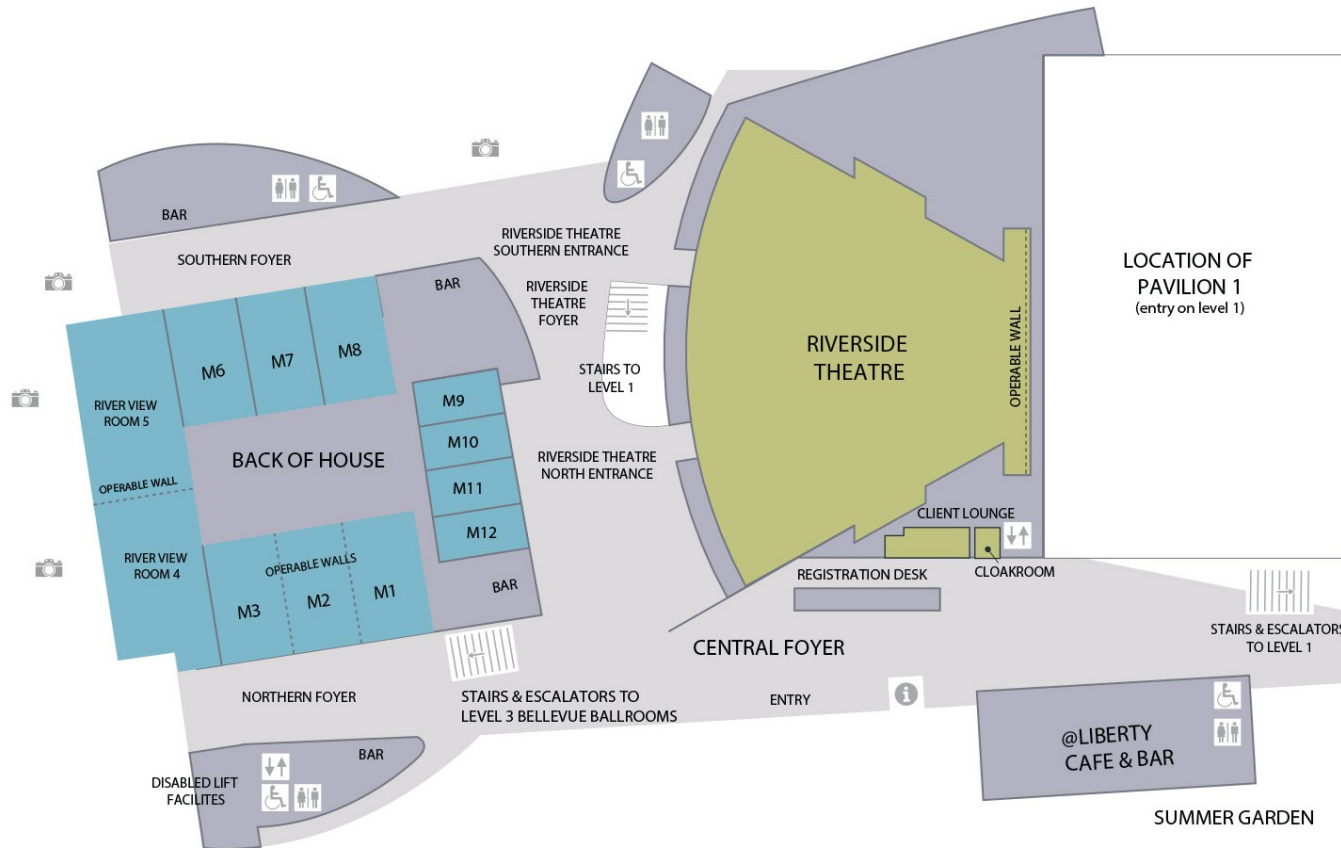 BAR
SOUTHERN FOYER
RIVERSIDE THEATRE
SOUTHERN ENTRANCE
RIVERSIDE
THEATRE
FOYER
BAR
STAIRS TO
LEVEL 1
RIVERSIDE
THEATRE
OPERABLE WALL
LOCATION OF
PAVILION 1
(entry on level 1)
M6
M7
M8
RIVER VIEW
ROOM 5
M9
M10
M11
M12
BACK OF HOUSE
RIVERSIDE THEATRE
NORTH ENTRANCE
OPERABLE WALL
RIVER VIEW
ROOM 4
OPERABLE WALLS
M3
M2
M1
BAR
CLIENT LOUNGE
CLOAKROOM
REGISTRATION DESK
CENTRAL FOYER
STAIRS & ESCALATORS
TO LEVEL 1
NORTHERN FOYER
STAIRS & ESCALATORS TO
LEVEL 3 BELLEVUE BALLROOMS
ENTRY
i
BAR
DISABLED LIFT
FACILITES
@LIBERTY
CAFE & BAR
SUMMER GARDEN